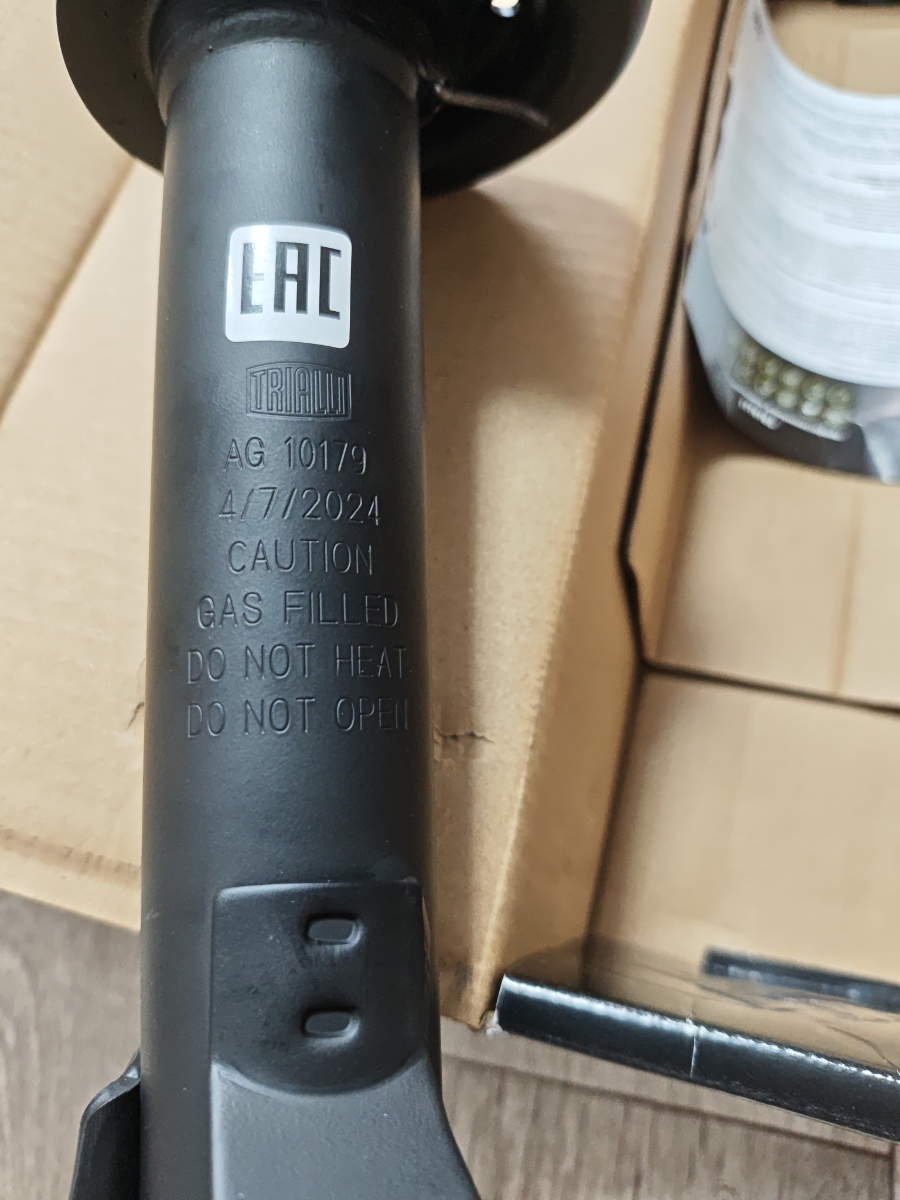 EAC
TRIALLI
AG 10179
4/7/2024
CAUTION
GAS FILLED
DO NOT HEAT
DO NOT OPEN